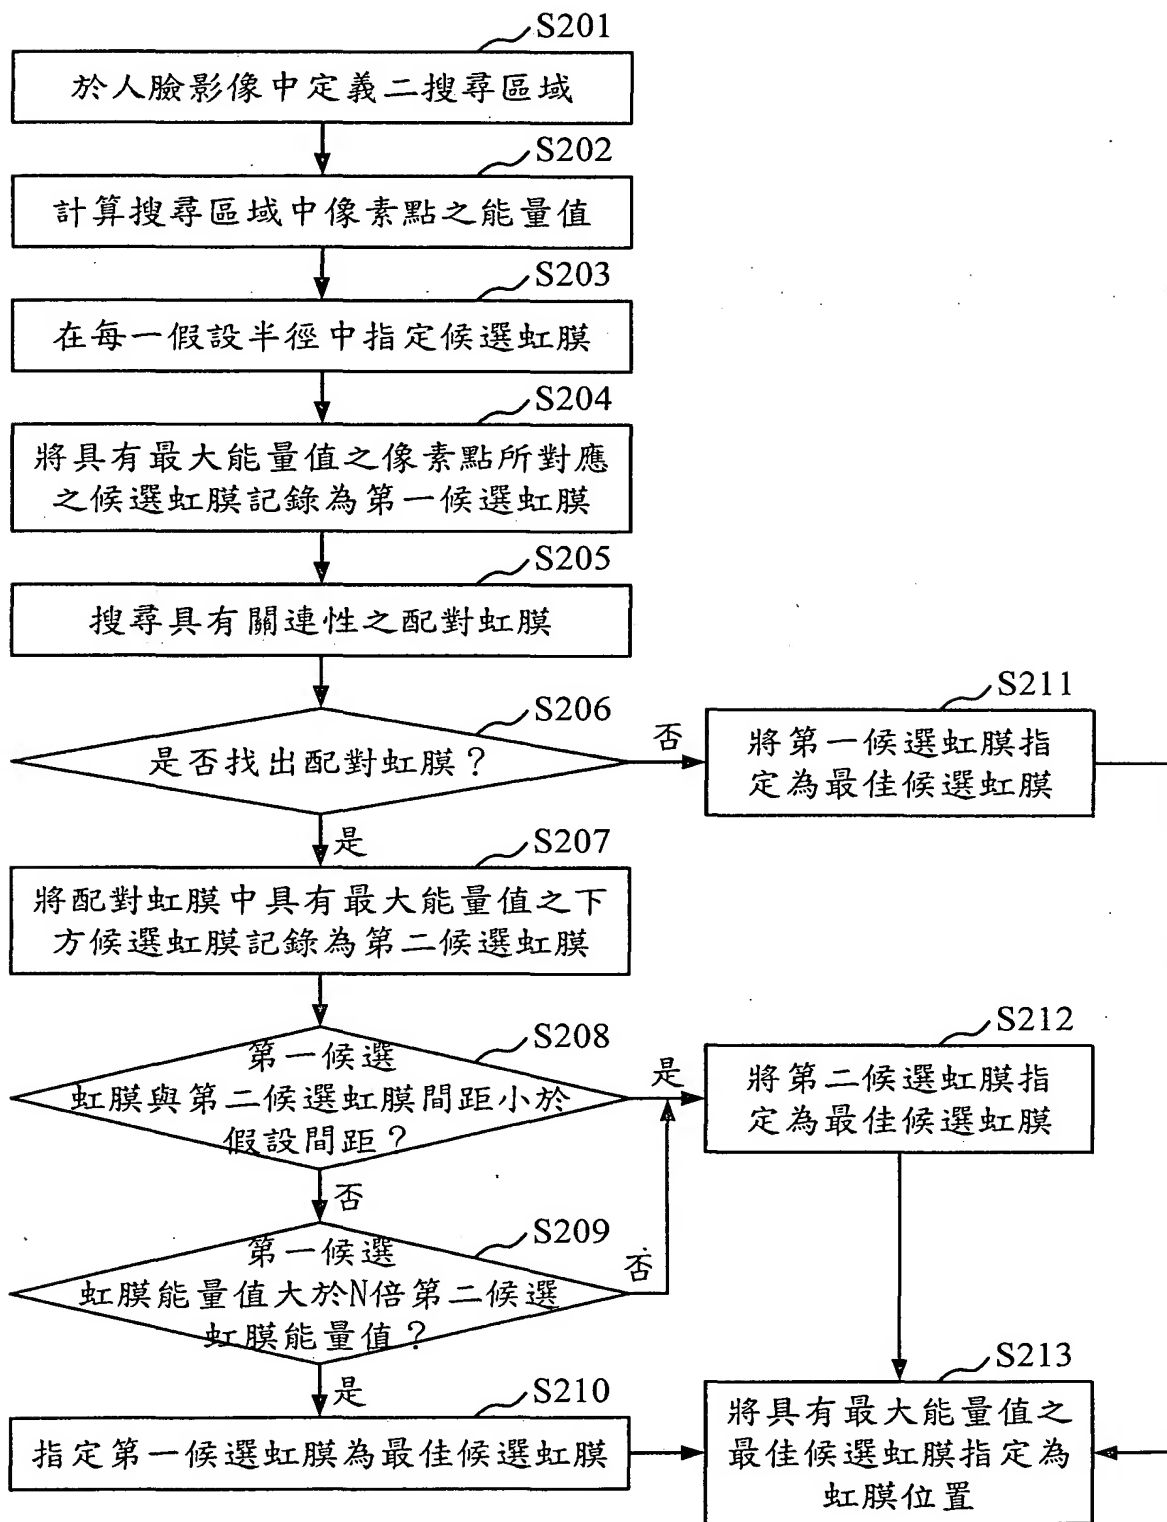 S201
於人臉影像中定義二搜尋區域
S202
計算搜尋區域中像素點之能量值
S203
在每一假設半徑中指定候選虹膜
S204
將具有最大能量值之像素點所對應
之候選虹膜記錄為第一候選虹膜
S205
搜尋具有關連性之配對虹膜
S206
是否找出配對虹膜？
否
S211
將第一候選虹膜指
定為最佳候選虹膜
是
S207
將配對虹膜中具有最大能量值之下
方候選虹膜記錄為第二候選虹膜
S208
第一候選
虹膜與第二候選虹膜間距小於
假設間距？
是
S212
將第二候選虹膜指
定為最佳候選虹膜
否
S209
第一候選
虹膜能量值大於N倍第二候選
虹膜能量值？
否
是
S210
指定第一候選虹膜為最佳候選虹膜
S213
將具有最大能量值之
最佳候選虹膜指定為
虹膜位置